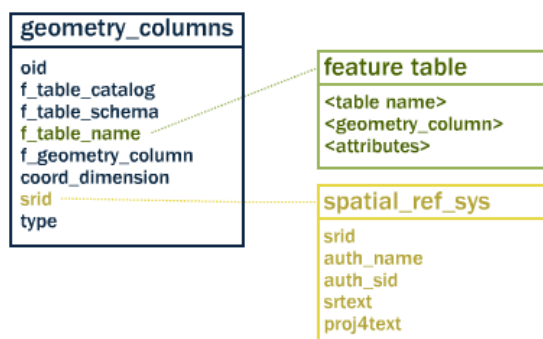 geometry_columns
oid
f_table_catalog
f_table_schema
f_table_name
f_geometry_column
coord_dimension
srid
type
feature table
<table name>
<geometry_column>
<attributes>
spatial_ref_sys
srid
auth_name
auth_sid
srtext
proj4text